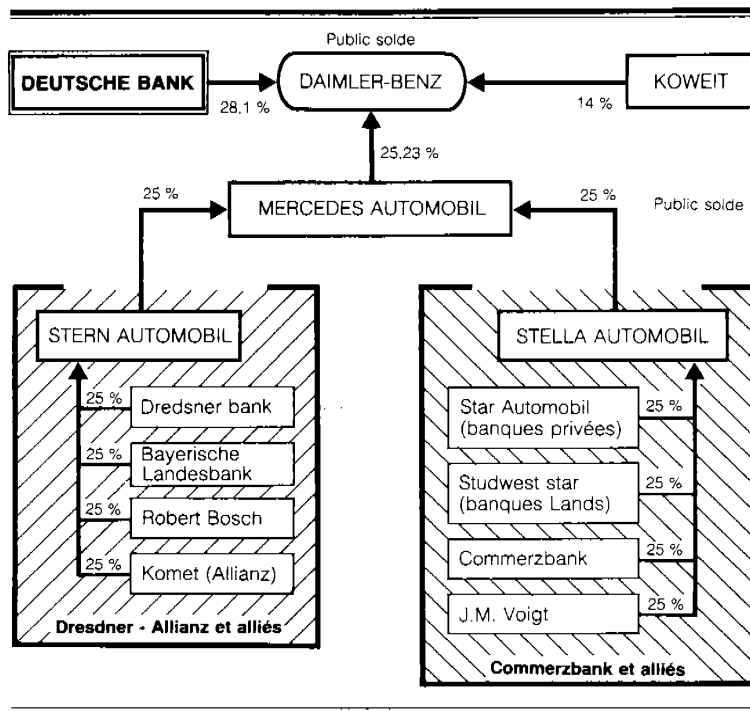 Public solde
DEUTSCHE BANK
DAIMLER-BENZ
KOWEIT
28,1 %
14 %
25,23 %
25 %
MERCEDES AUTOMOBIL
25 %
Public solde
STERN AUTOMOBIL
25 %
Dredsner bank
25 %
Bayerische
Landesbank
25 %
Robert Bosch
25 %
Komet (Allianz)
Dresdner - Allianz et alliés
STELLA AUTOMOBIL
Star Automobil
(banques privées)
25 %
Studwest star
(banques Lands)
25 %
Commerzbank
25 %
J.M. Voigt
25 %
Commerzbank et alliés